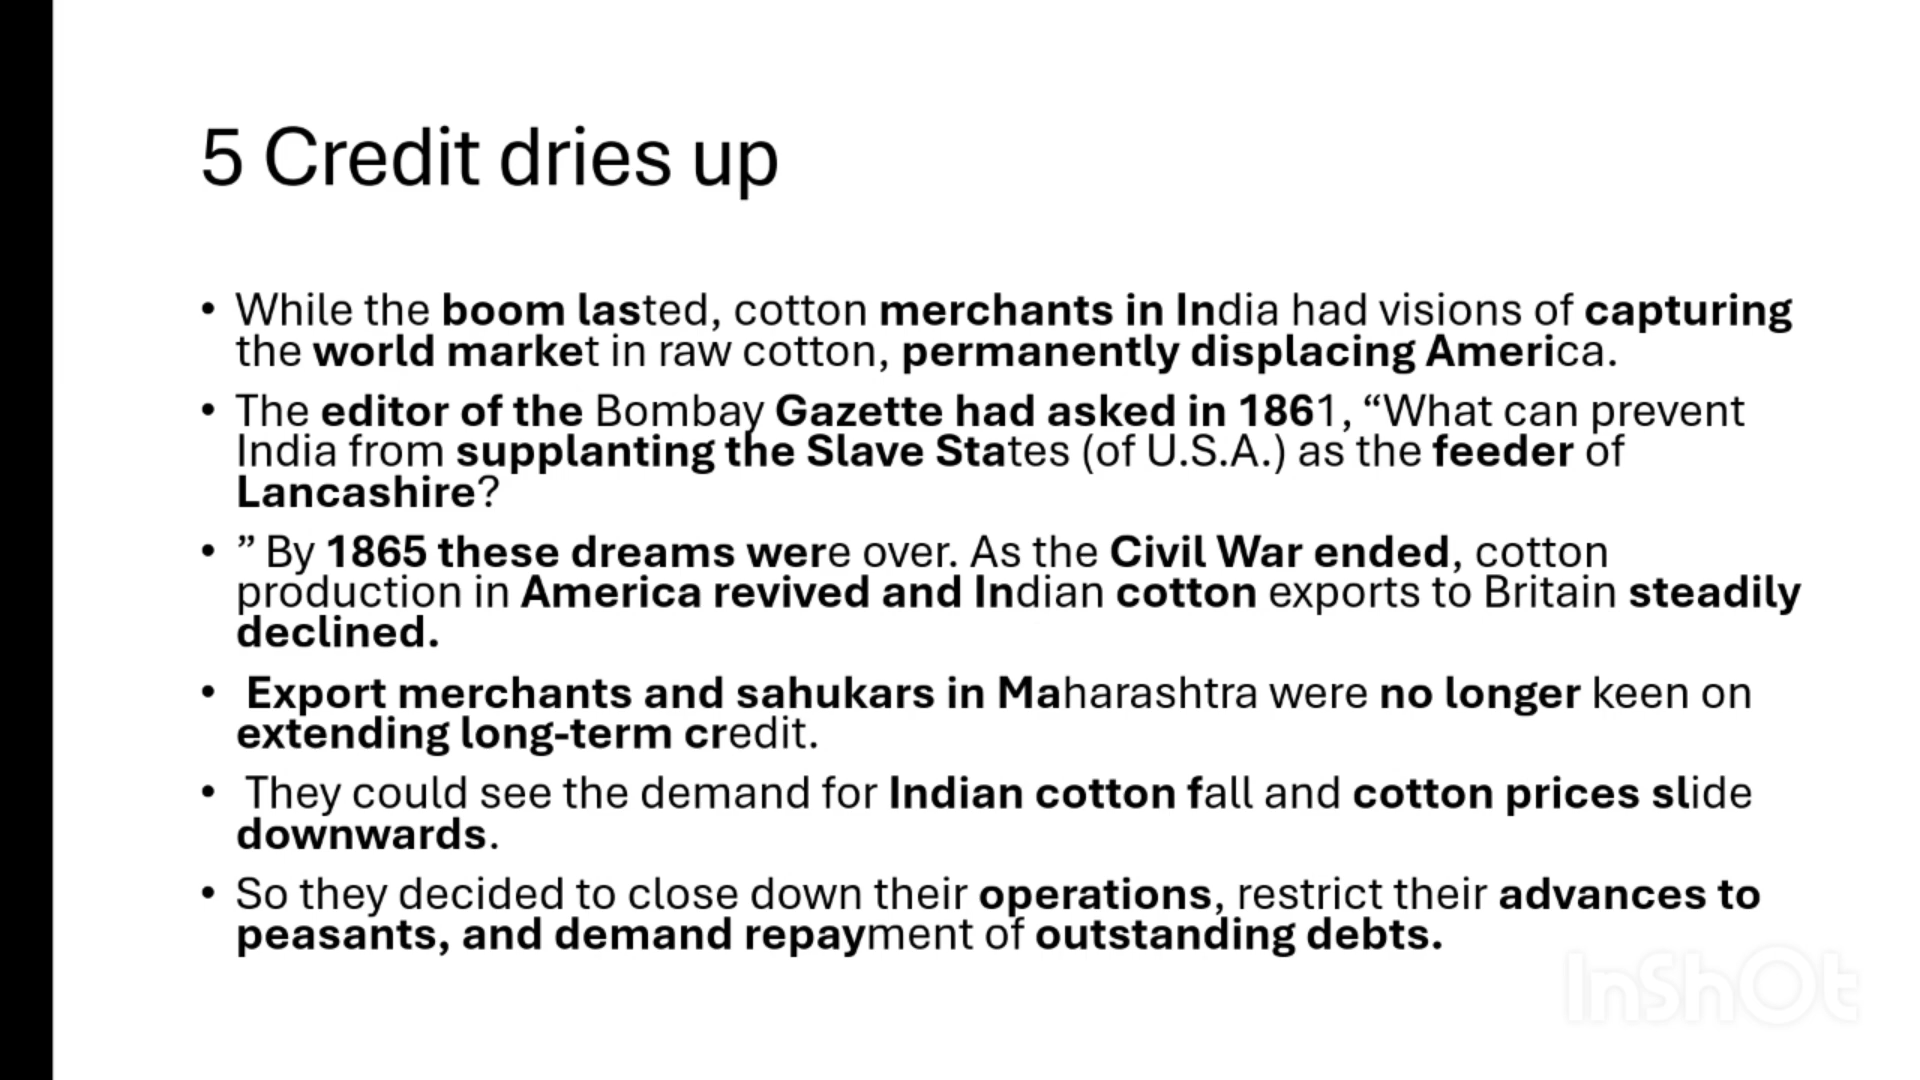 5 Credit dries up
• While the boom lasted, cotton merchants in India had visions of capturing
the world market in raw cotton, permanently displacing America.
• The editor of the Bombay Gazette had asked in 1861, “What can prevent
India from supplanting the Slave States (of U.S.A.) as the feeder of
Lancashire?
• ” By 1865 these dreams were over. As the Civil War ended, cotton
production in America revived and Indian cotton exports to Britain steadily
declined.
• Export merchants and sahukars in Maharashtra were no longer keen on
extending long-term credit.
• They could see the demand for Indian cotton fall and cotton prices slide
downwards.
• So they decided to close down their operations, restrict their advances to
peasants, and demand repayment of outstanding debts.
InShOt